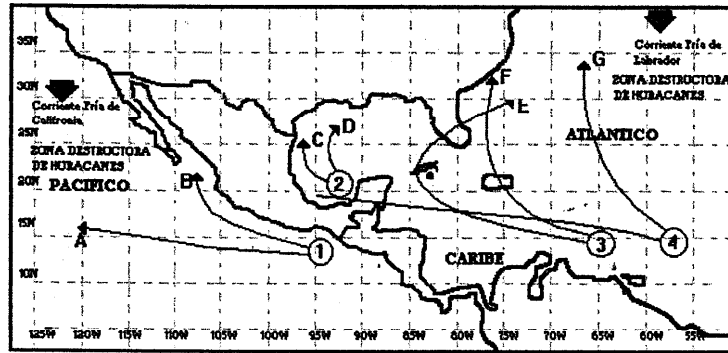 35N
30N
25N
20N
15N
10N
Corriente Fría de
California
ZONA DESTRUCTORA
DE HURACANES
PACIFICO
A
B
C
D
1
2
CARIBE
3
4
E
F
G
Corriente Fría de
Labrador
ZONA DESTRUCTORA
DE HURACANES
ATLANTICO
125W 120W 115W 110W 105W 100W 95W 90W 85W 80W 75W 70W 65W 60W 55W